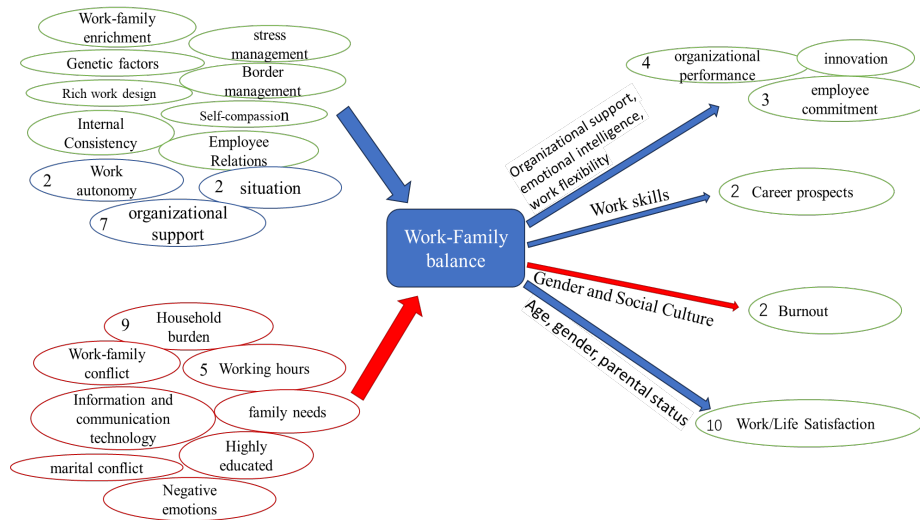 Work-family
enrichment
stress
management
Genetic factors
Border
management
Rich work design
Self-compassion
Internal
Consistency
Employee
Relations
2 Work
autonomy
2 situation
7 organizational
support
9 Household
burden
Work-family
conflict
5 Working hours
Information and
communication
technology
family needs
Highly
educated
marital conflict
Negative
emotions
Work-Family
balance
Organizational support,
emotional intelligence,
work flexibility
Work skills
Gender and Social Culture
Age, gender, parental status
4 organizational
performance
innovation
3 employee
commitment
2 Career prospects
2 Burnout
10 Work/Life Satisfaction